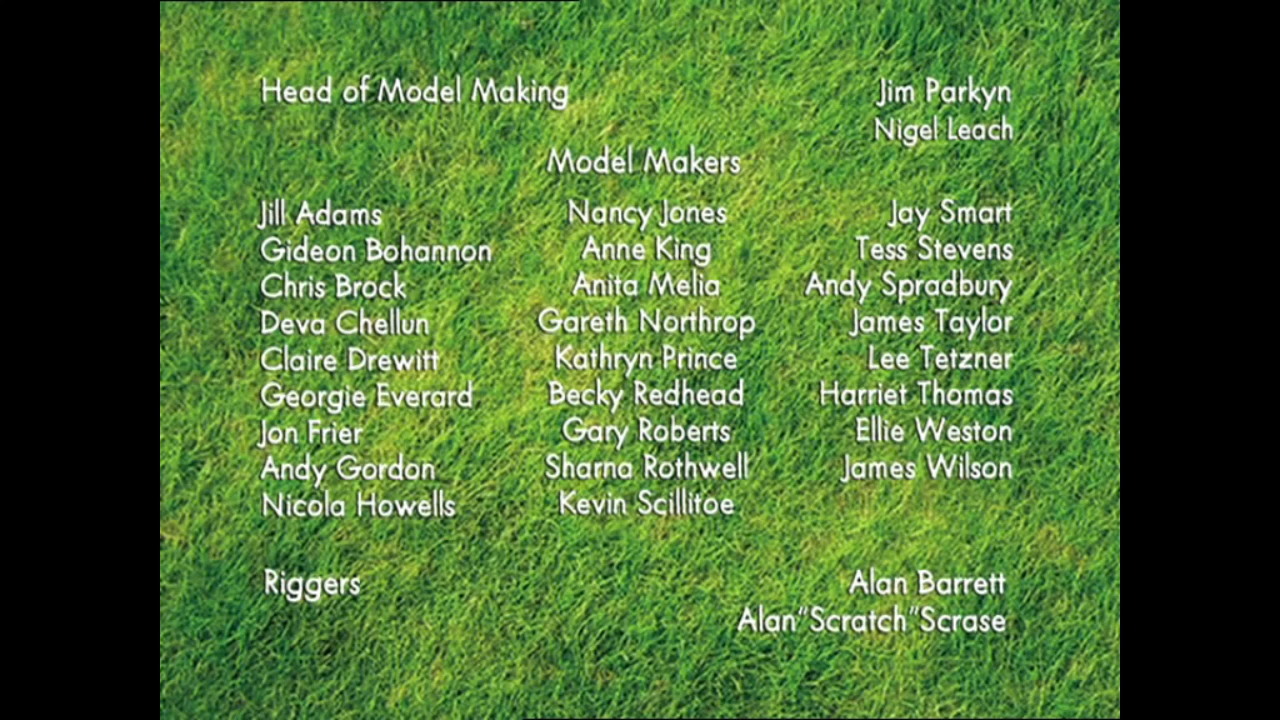 Head of Model Making Jim Parkyn
Nigel Leach
Model Makers
Jill Adams Nancy Jones Jay Smart
Gideon Bohannon Anne King Tess Stevens
Chris Brock Anita Melia Andy Spradbury
Deva Chellun Gareth Northrop James Taylor
Claire Drewitt Kathryn Prince Lee Tetzner
Georgie Everard Becky Redhead Harriet Thomas
Jon Frier Gary Roberts Ellie Weston
Andy Gordon Sharna Rothwell James Wilson
Nicola Howells Kevin Scillitoe
Riggers Alan Barrett
Alan“Scratch”Scrase